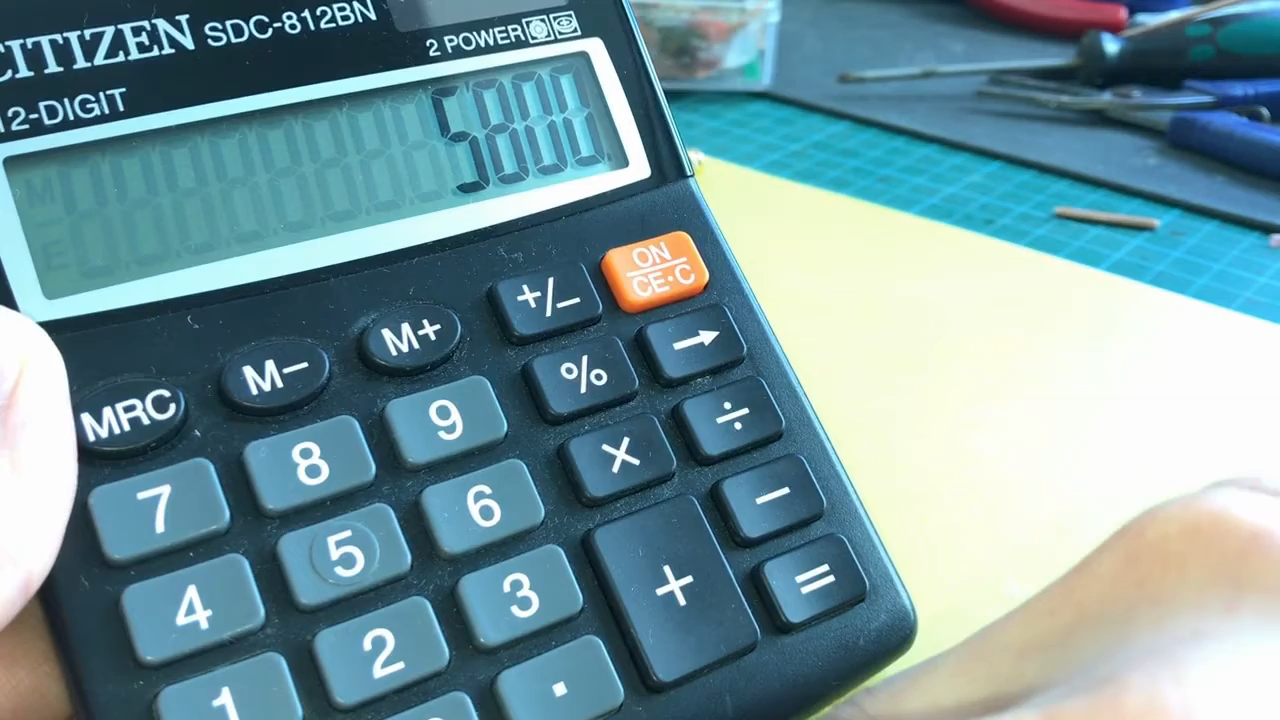 CITIZEN SDC-812BN
2 POWER
12-DIGIT
5000.
ON
CE·C
+/−
M+
M−
MRC
→
%
9
8
7
÷
×
6
5
4
−
+
3
2
1
=
.